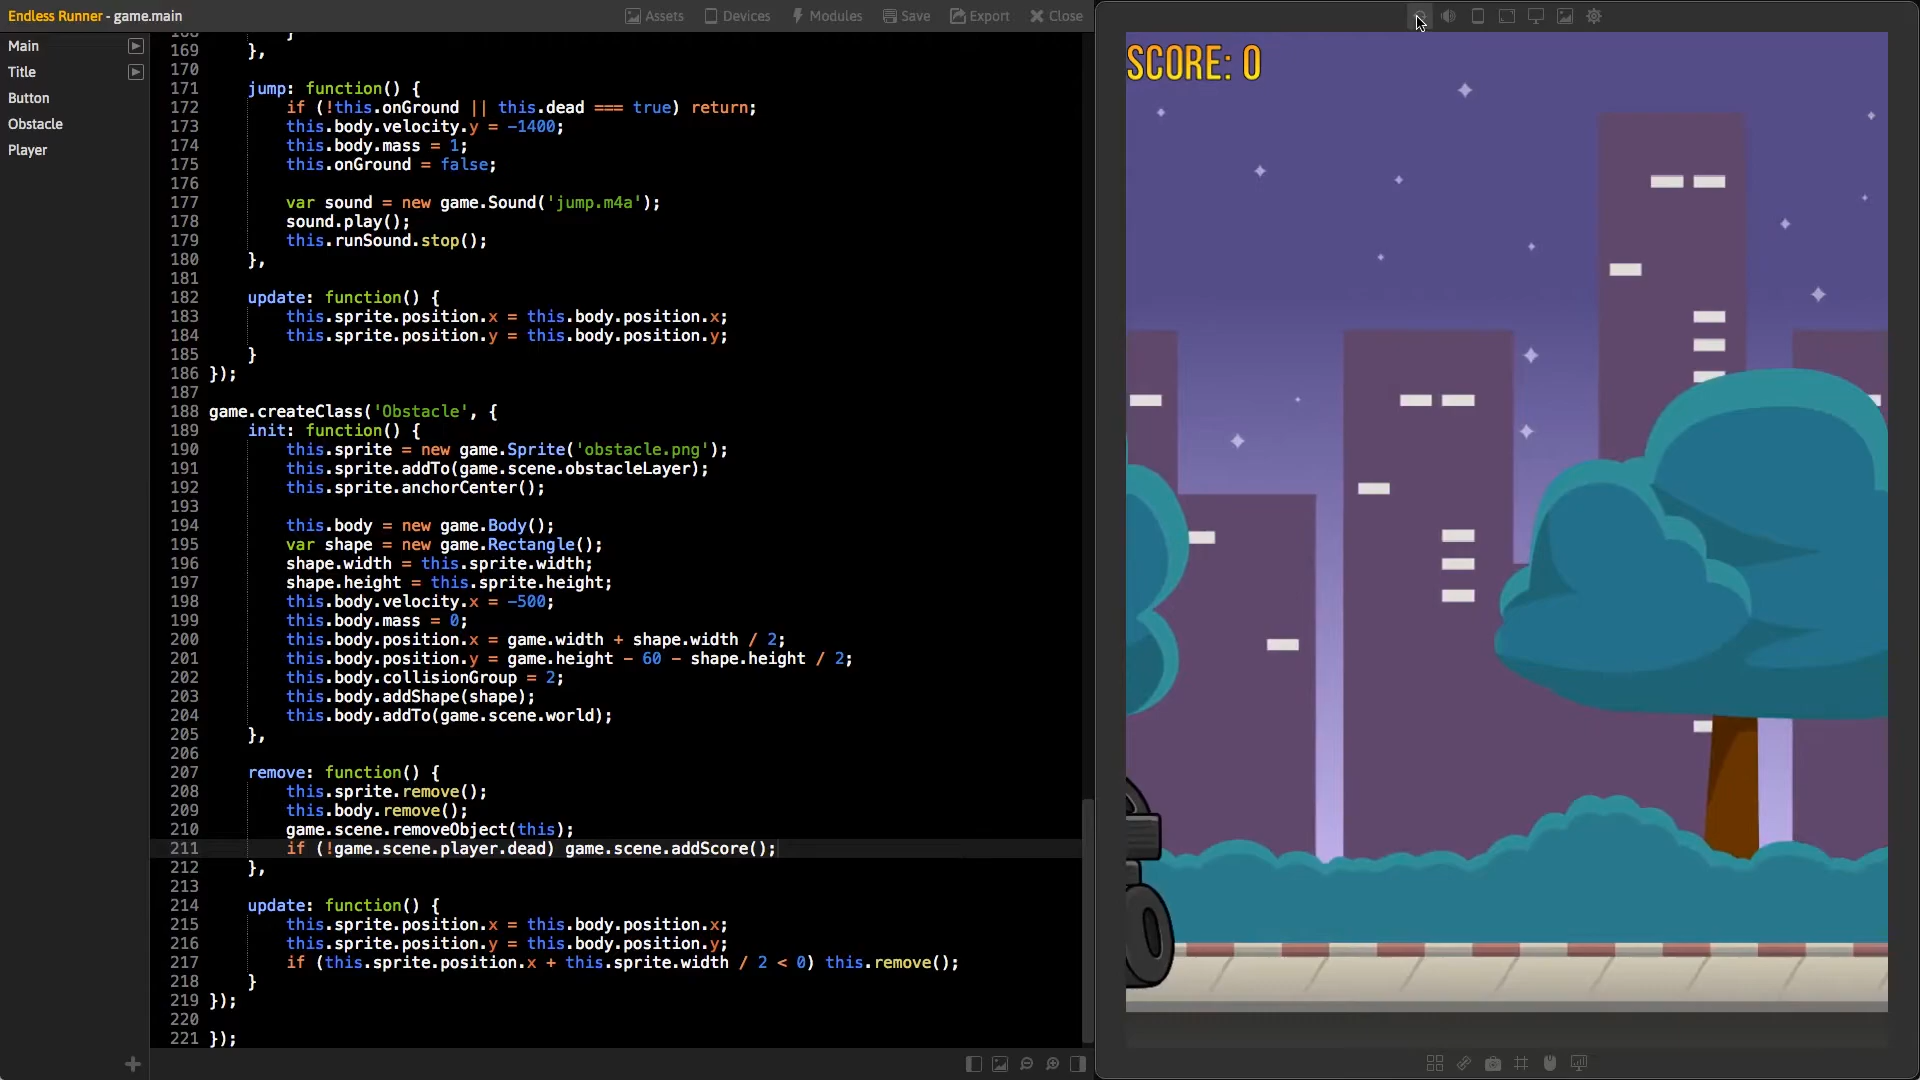 Endless Runner - game.main
Assets Devices Modules Save Export Close
Main
Title
Button
Obstacle
Player
169 },
170
171 jump: function() {
172 if (!this.onGround || this.dead === true) return;
173 this.body.velocity.y = -1400;
174 this.body.mass = 1;
175 this.onGround = false;
176
177 var sound = new game.Sound('jump.m4a');
178 sound.play();
179 this.runSound.stop();
180 },
181
182 update: function() {
183 this.sprite.position.x = this.body.position.x;
184 this.sprite.position.y = this.body.position.y;
185 }
186 });
187
188 game.createClass('Obstacle', {
189 init: function() {
190 this.sprite = new game.Sprite('obstacle.png');
191 this.sprite.addTo(game.scene.obstacleLayer);
192 this.sprite.anchorCenter();
193
194 this.body = new game.Body();
195 var shape = new game.Rectangle();
196 shape.width = this.sprite.width;
197 shape.height = this.sprite.height;
198 this.body.velocity.x = -500;
199 this.body.mass = 0;
200 this.body.position.x = game.width + shape.width / 2;
201 this.body.position.y = game.height - 60 - shape.height / 2;
202 this.body.collisionGroup = 2;
203 this.body.addShape(shape);
204 this.body.addTo(game.scene.world);
205 },
206
207 remove: function() {
208 this.sprite.remove();
209 this.body.remove();
210 game.scene.removeObject(this);
211 if (!game.scene.player.dead) game.scene.addScore();
212 },
213
214 update: function() {
215 this.sprite.position.x = this.body.position.x;
216 this.sprite.position.y = this.body.position.y;
217 if (this.sprite.position.x + this.sprite.width / 2 < 0) this.remove();
218 }
219 });
220
221 });
SCORE: 0